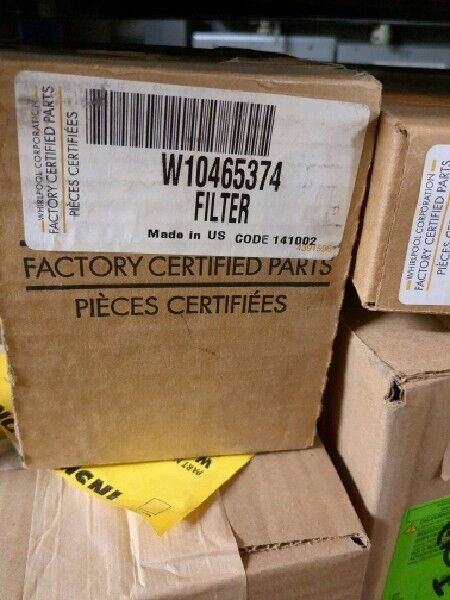 WHIRLPOOL CORPORATION
FACTORY CERTIFIED PARTS
PIÈCES CERTIFIÉES
W10465374
FILTER
Made in US CODE 141002
FACTORY CERTIFIED PARTS
PIÈCES CERTIFIÉES
WHIRLPOOL CORPORATION
FACTORY CERTIFIED PARTS
PIÈCES